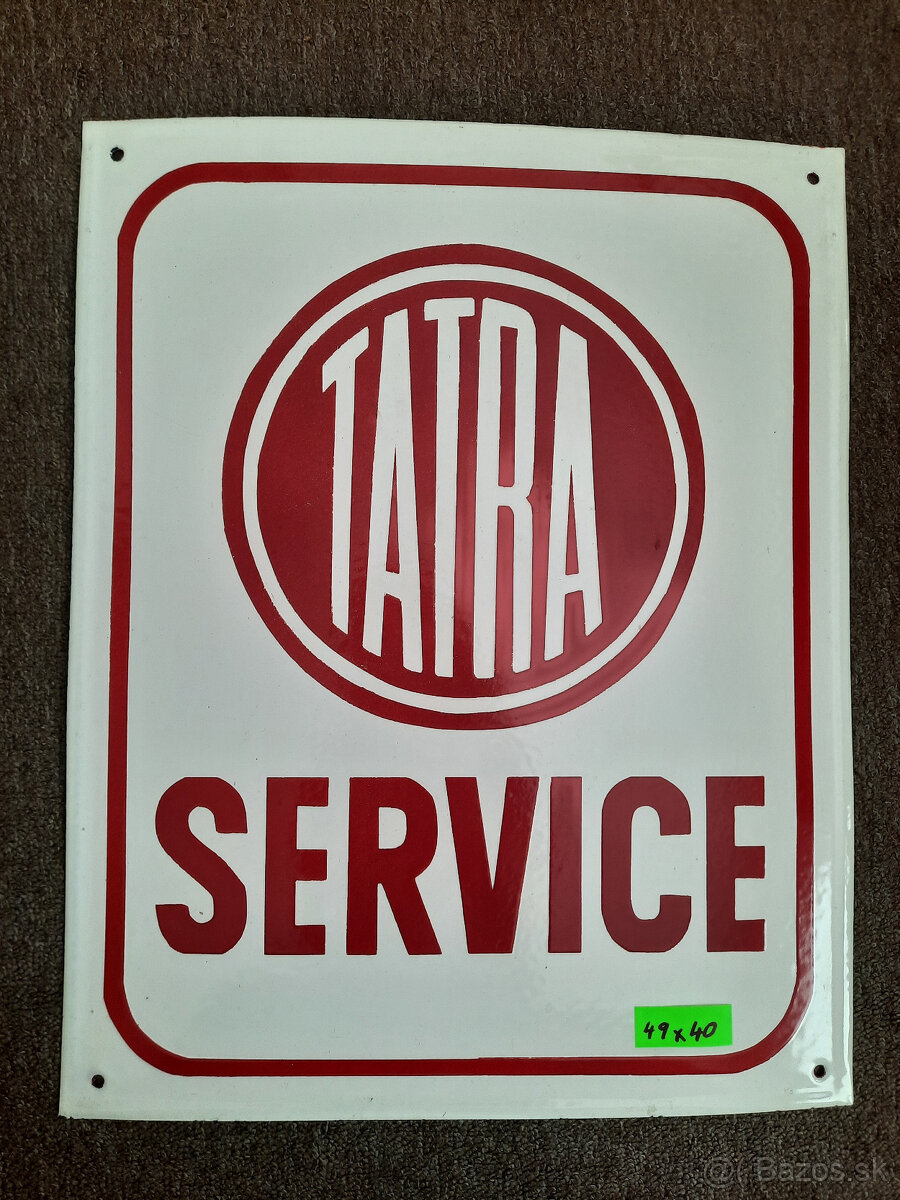 TATRA
SERVICE
49x40
Bazos.sk